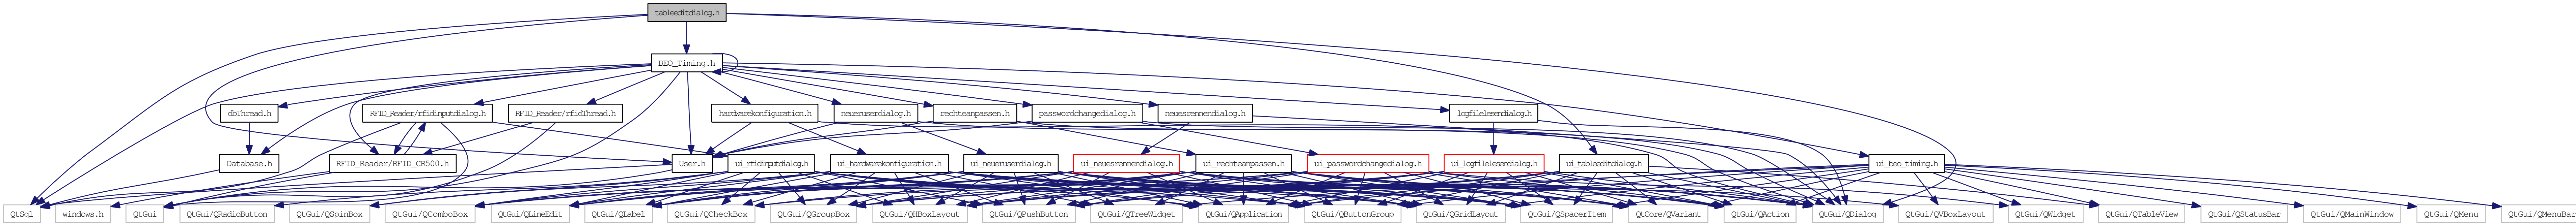 tableeditdialog.h
BEO_Timing.h
dbThread.h
RFID_Reader/rfidinputdialog.h
RFID_Reader/rfidThread.h
hardwarekonfiguration.h
neueruserdialog.h
rechteanpassen.h
passwordchangedialog.h
neuesrennendialog.h
logfilelesendialog.h
Database.h
RFID_Reader/RFID_CR500.h
User.h
ui_rfidinputdialog.h
ui_hardwarekonfiguration.h
ui_neueruserdialog.h
ui_neuesrennendialog.h
ui_rechteanpassen.h
ui_passwordchangedialog.h
ui_logfilelesendialog.h
ui_tableeditdialog.h
ui_beo_timing.h
QtSql
windows.h
QtGui
QtGui/QRadioButton
QtGui/QSpinBox
QtGui/QComboBox
QtGui/QLineEdit
QtGui/QLabel
QtGui/QCheckBox
QtGui/QGroupBox
QtGui/QHBoxLayout
QtGui/QPushButton
QtGui/QTreeWidget
QtGui/QApplication
QtGui/QButtonGroup
QtGui/QGridLayout
QtGui/QSpacerItem
QtCore/QVariant
QtGui/QAction
QtGui/QDialog
QtGui/QVBoxLayout
QtGui/QWidget
QtGui/QTableView
QtGui/QStatusBar
QtGui/QMainWindow
QtGui/QMenu
QtGui/QMenuBar